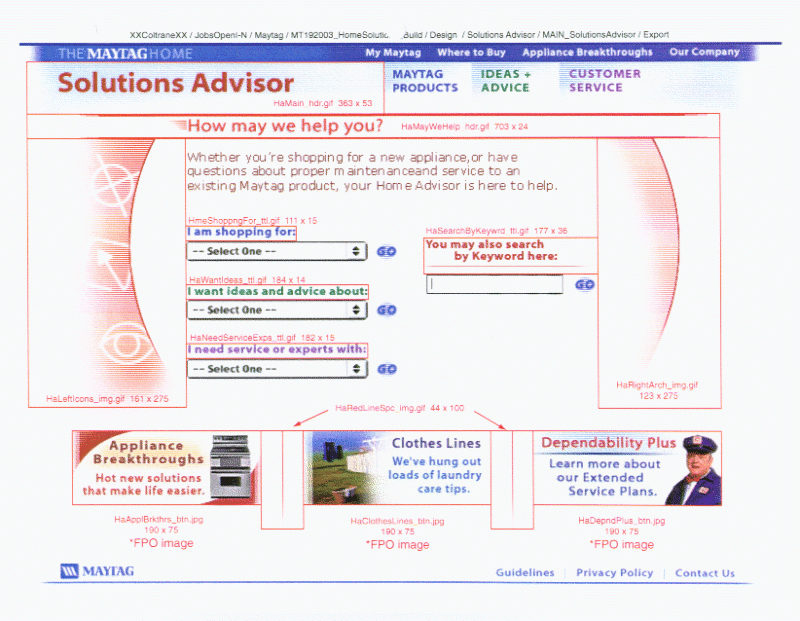 XXColtraneXX / JobsOpenI-N / Maytag / MT192003_HomeSolutic. .Build / Design / Solutions Advisor / MAIN_SolutionsAdvisor / Export
THE MAYTAG HOME
My Maytag Where to Buy Appliance Breakthroughs Our Company
Solutions Advisor
HaMain_hdr.gif 363 x 53
MAYTAG PRODUCTS
IDEAS + ADVICE
CUSTOMER SERVICE
How may we help you?
HaMayWeHelp_hdr.gif 703 x 24
Whether you're shopping for a new appliance,or have
questions about proper maintenanceand service to an
existing Maytag product, your Home Advisor is here to help.
HmeShoppngFor_ttl.gif 111 x 15
I am shopping for:
-- Select One -- GO
HaSearchByKeywrd_ttl.gif 177 x 36
You may also search
by Keyword here:
GO
HaWantIdeas_ttl.gif 184 x 14
I want ideas and advice about:
-- Select One -- GO
HaNeedServiceExps_ttl.gif 182 x 15
I need service or experts with:
-- Select One -- GO
HaLeftIcons_img.gif 161 x 275
HaRightArch_img.gif
123 x 275
HaRedLineSpc_img.gif 44 x 100
Appliance
Breakthroughs
Hot new solutions
that make life easier.
Clothes Lines
We've hung out
loads of laundry
care tips.
Dependability Plus
Learn more about
our Extended
Service Plans.
HaApplBrkthrs_btn.jpg
190 x 75
*FPO image
HaClothesLines_btn.jpg
190 x 75
*FPO image
HaDepndPlus_btn.jpg
190 x 75
*FPO image
MAYTAG
Guidelines | Privacy Policy | Contact Us